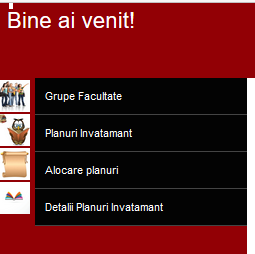 Bine ai venit!
Grupe Facultate
Planuri Invatamant
Alocare planuri
Detalii Planuri Invatamant